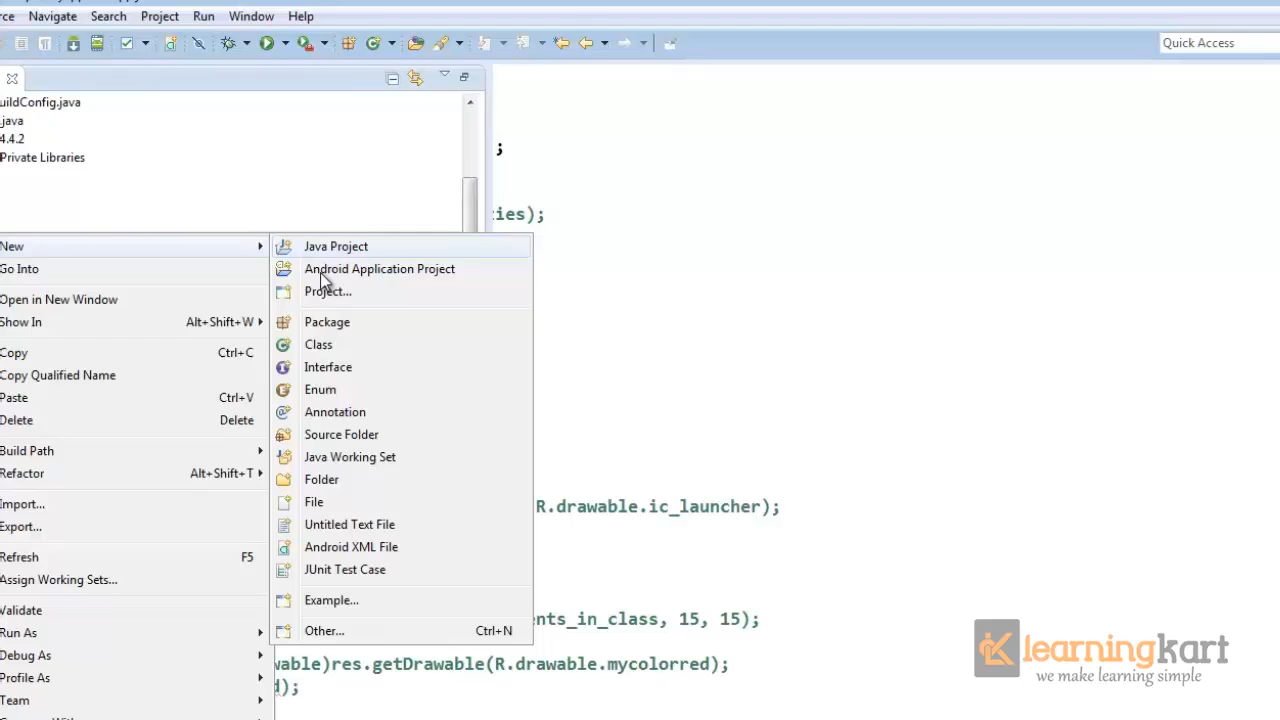 rce Navigate Search Project Run Window Help
Quick Access
uildConfig.java
.java
4.4.2
Private Libraries
;
ies);
New
Go Into
Open in New Window
Show In Alt+Shift+W
Copy Ctrl+C
Copy Qualified Name
Paste Ctrl+V
Delete Delete
Build Path
Refactor Alt+Shift+T
Import...
Export...
Refresh F5
Assign Working Sets...
Validate
Run As
Debug As
Profile As
Team
Java Project
Android Application Project
Project...
Package
Class
Interface
Enum
Annotation
Source Folder
Java Working Set
Folder
File
Untitled Text File
Android XML File
JUnit Test Case
Example...
Other... Ctrl+N
R.drawable.ic_launcher);
ents_in_class, 15, 15);
wable)res.getDrawable(R.drawable.mycolorred);
d);
learningkart
we make learning simple